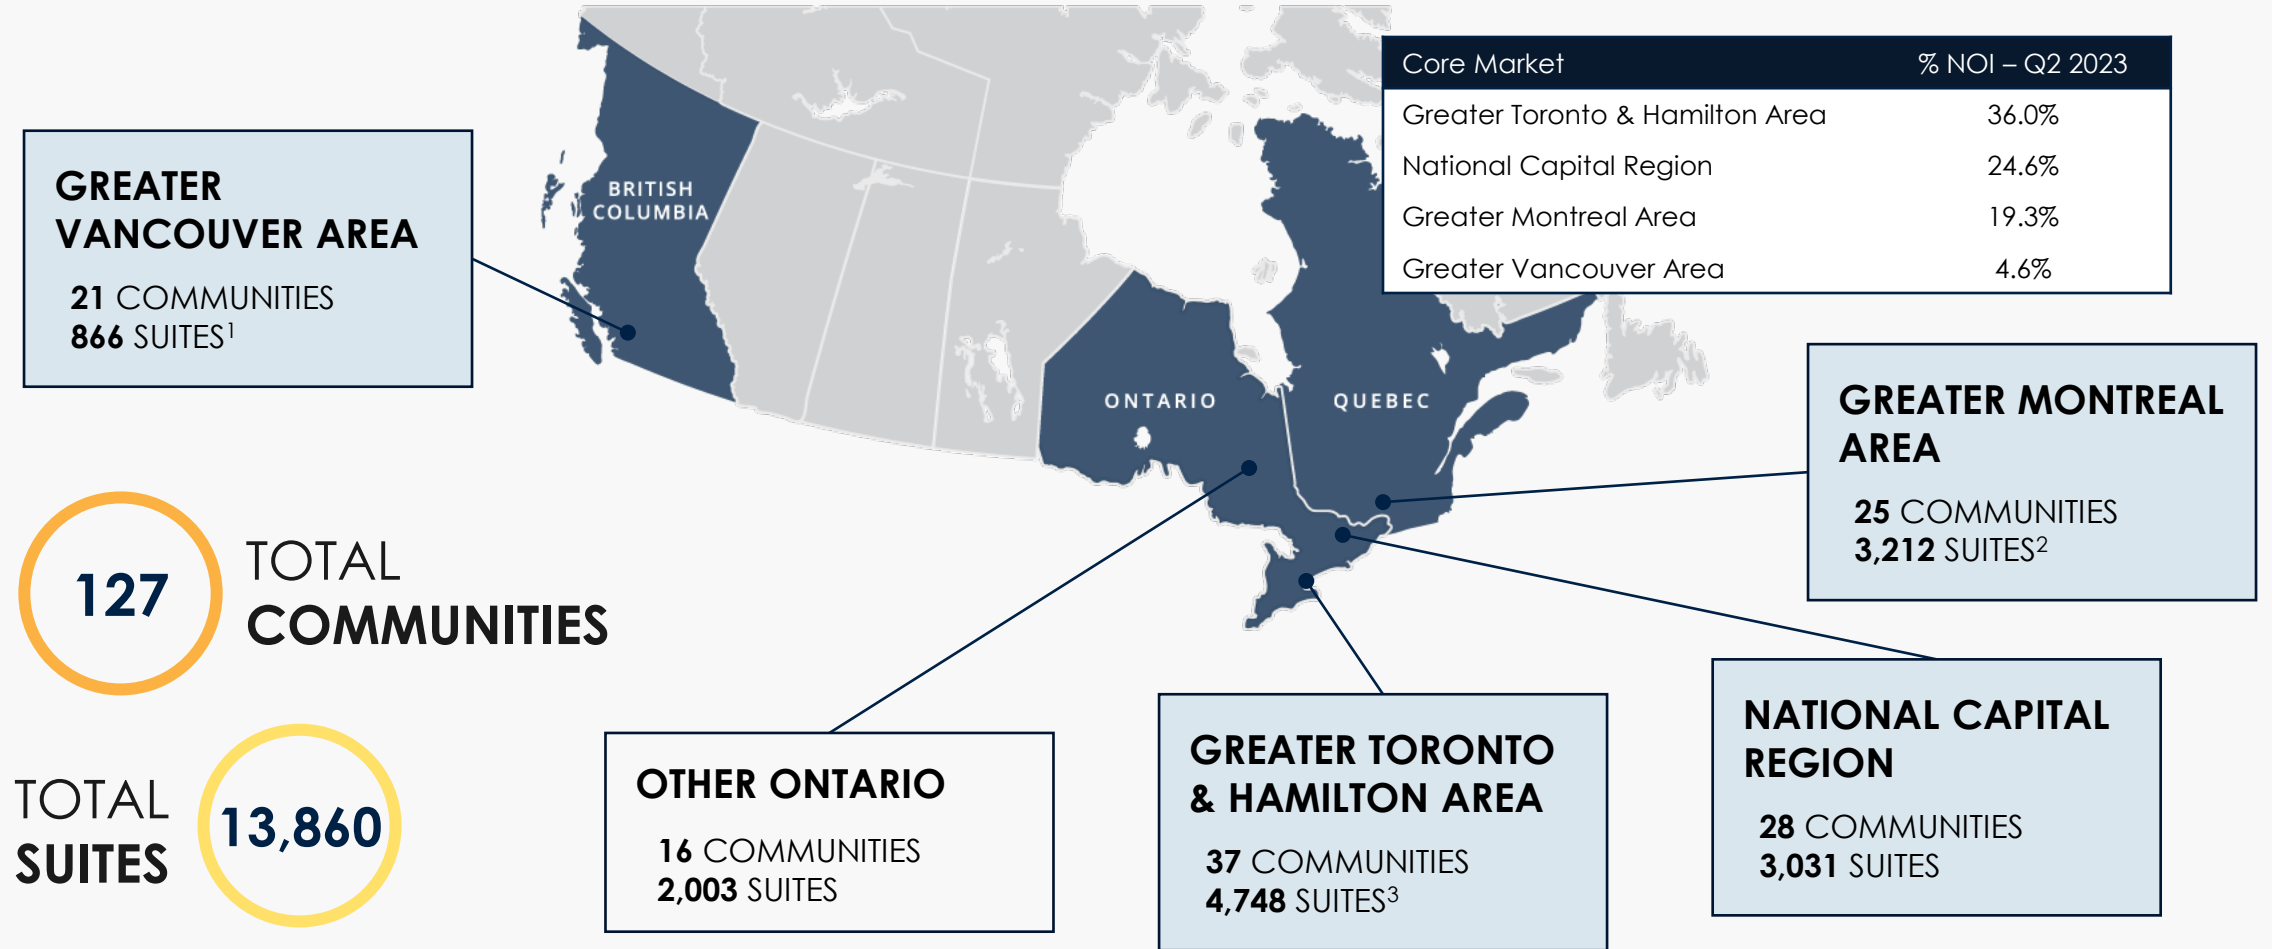 Core Market % NOI – Q2 2023
Greater Toronto & Hamilton Area 36.0%
National Capital Region 24.6%
Greater Montreal Area 19.3%
Greater Vancouver Area 4.6%
GREATER
VANCOUVER AREA
21 COMMUNITIES
866 SUITES¹
BRITISH
COLUMBIA
ONTARIO
QUEBEC
GREATER MONTREAL
AREA
25 COMMUNITIES
3,212 SUITES²
127
TOTAL
COMMUNITIES
TOTAL
SUITES
13,860
OTHER ONTARIO
16 COMMUNITIES
2,003 SUITES
GREATER TORONTO
& HAMILTON AREA
37 COMMUNITIES
4,748 SUITES³
NATIONAL CAPITAL
REGION
28 COMMUNITIES
3,031 SUITES